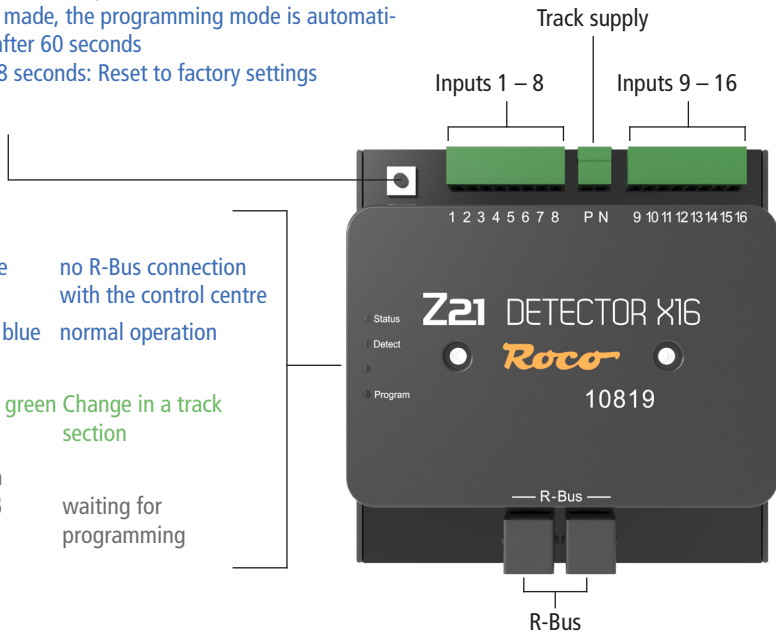 made, the programming mode is automati-
after 60 seconds
8 seconds: Reset to factory settings
Track supply
Inputs 1 – 8
Inputs 9 – 16
1 2 3 4 5 6 7 8 P N 9 10 11 12 13 14 15 16
no R-Bus connection
with the control centre
blue normal operation
green Change in a track
section
waiting for
programming
Status
Detect
Program
Z21 DETECTOR X16
Roco
10819
R-Bus
R-Bus